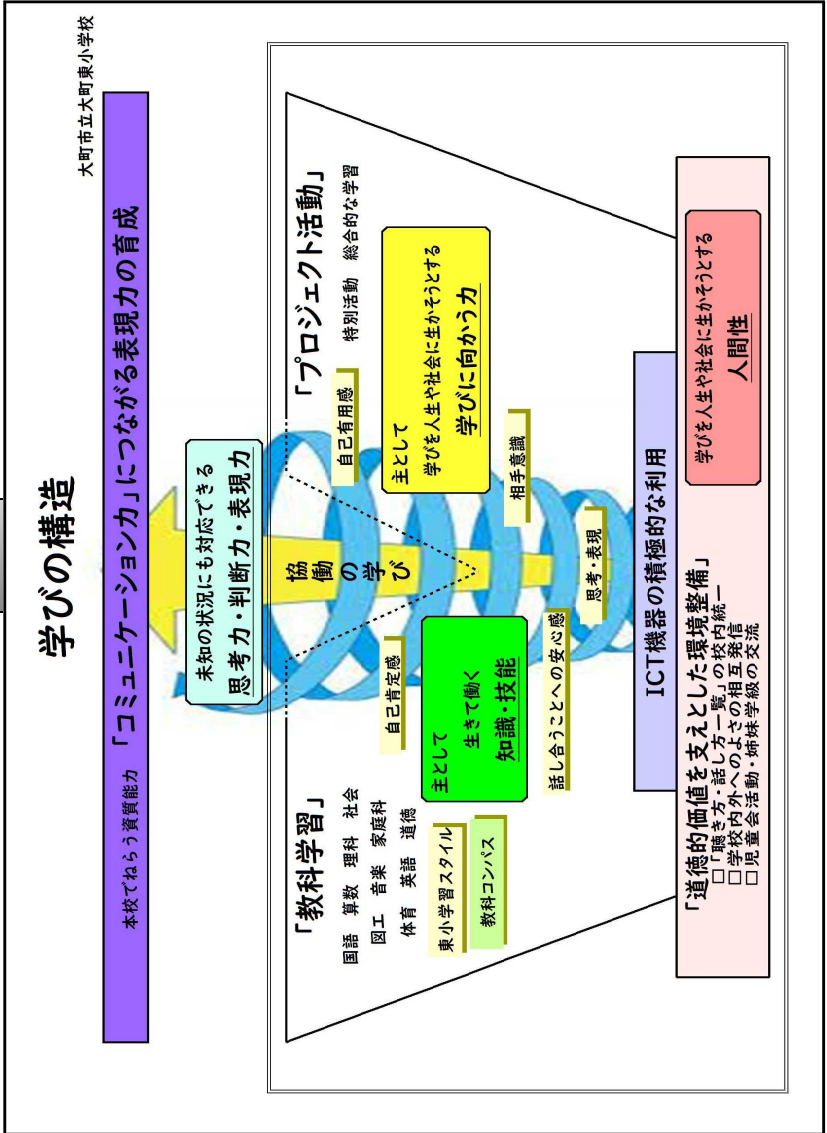 学びの構造
大町市立大町東小学校
本校でねらう資質能力 「コミュニケーション力」につながる表現力の育成
未知の状況にも対応できる
思考力・判断力・表現力
協働の学び
「教科学習」
国語 算数 理科 社会
図工 音楽 家庭科
体育 英語 道徳
東小学習スタイル
教科コンパス
自己肯定感
主として
生きて働く
知識・技能
話し合うことへの安心感
「プロジェクト活動」
特別活動 総合的な学習
自己有用感
主として
学びを人生や社会に生かそうとする
学びに向かう力
相手意識
思考・表現
ICT機器の積極的な利用
「道徳的価値を支えとした環境整備」
□「聴き方・話し方一覧」の校内統一
□学校内外へのよさの相互発信
□児童会活動・姉妹学級の交流
学びを人生や社会に生かそうとする
人間性